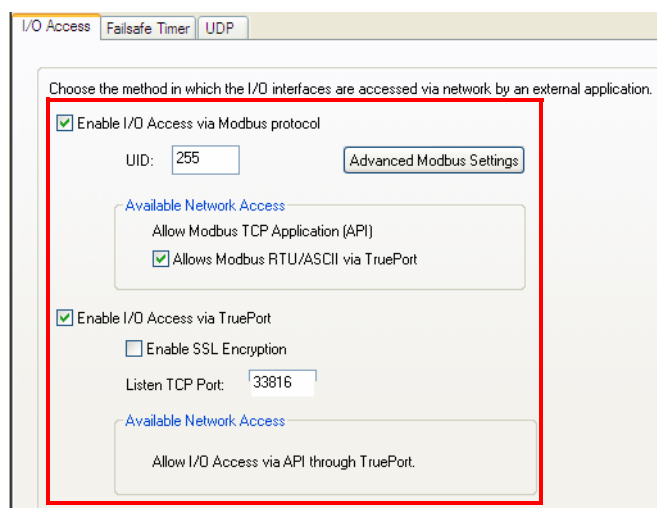 I/O Access Failsafe Timer UDP
Choose the method in which the I/O interfaces are accessed via network by an external application.
Enable I/O Access via Modbus protocol
UID: 255 Advanced Modbus Settings
Available Network Access
Allow Modbus TCP Application (API)
Allows Modbus RTU/ASCII via TruePort
Enable I/O Access via TruePort
Enable SSL Encryption
Listen TCP Port: 33816
Available Network Access
Allow I/O Access via API through TruePort.